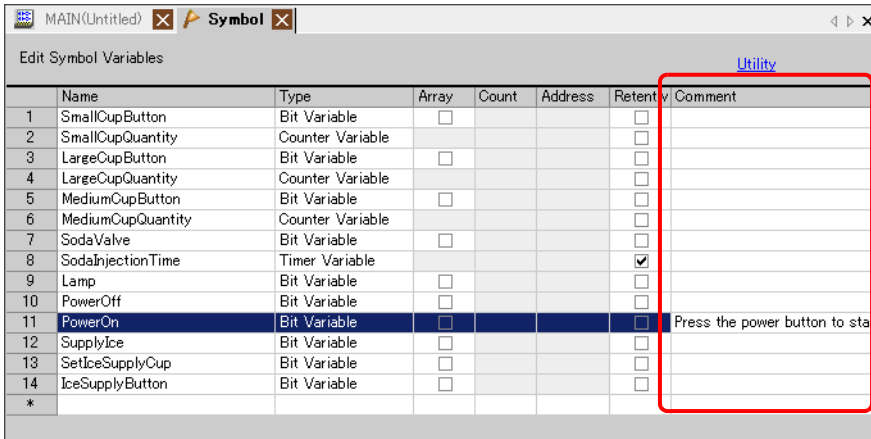 MAIN(Untitled) Symbol
Edit Symbol Variables
Utility
Name Type Array Count Address Retentiv Comment
1 SmallCupButton Bit Variable
2 SmallCupQuantity Counter Variable
3 LargeCupButton Bit Variable
4 LargeCupQuantity Counter Variable
5 MediumCupButton Bit Variable
6 MediumCupQuantity Counter Variable
7 SodaValve Bit Variable
8 SodaInjectionTime Timer Variable
9 Lamp Bit Variable
10 PowerOff Bit Variable
11 PowerOn Bit Variable Press the power button to sta
12 SupplyIce Bit Variable
13 SetIceSupplyCup Bit Variable
14 IceSupplyButton Bit Variable
*